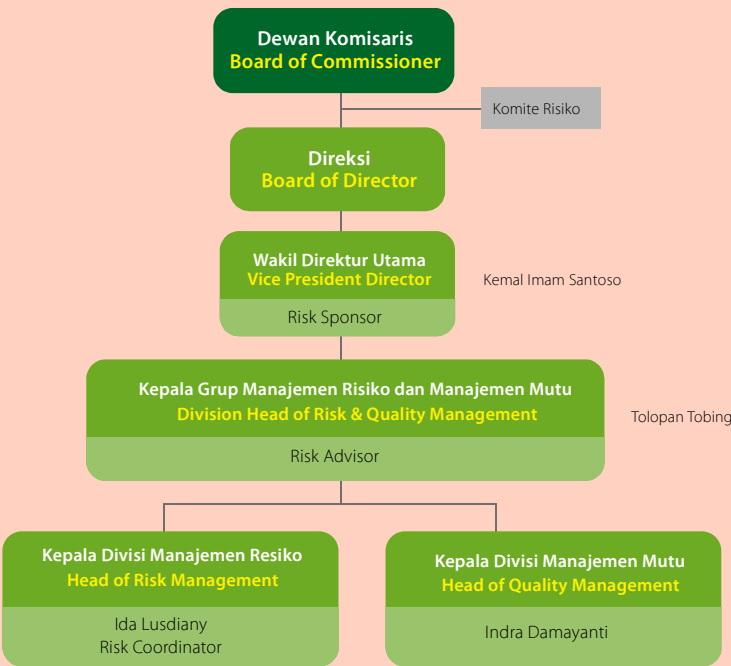 Dewan Komisaris
Board of Commissioner
Komite Risiko
Direksi
Board of Director
Wakil Direktur Utama
Vice President Director
Kemal Imam Santoso
Risk Sponsor
Kepala Grup Manajemen Risiko dan Manajemen Mutu
Division Head of Risk & Quality Management
Tolopan Tobing
Risk Advisor
Kepala Divisi Manajemen Resiko
Head of Risk Management
Ida Lusdiany
Risk Coordinator
Kepala Divisi Manajemen Mutu
Head of Quality Management
Indra Damayanti